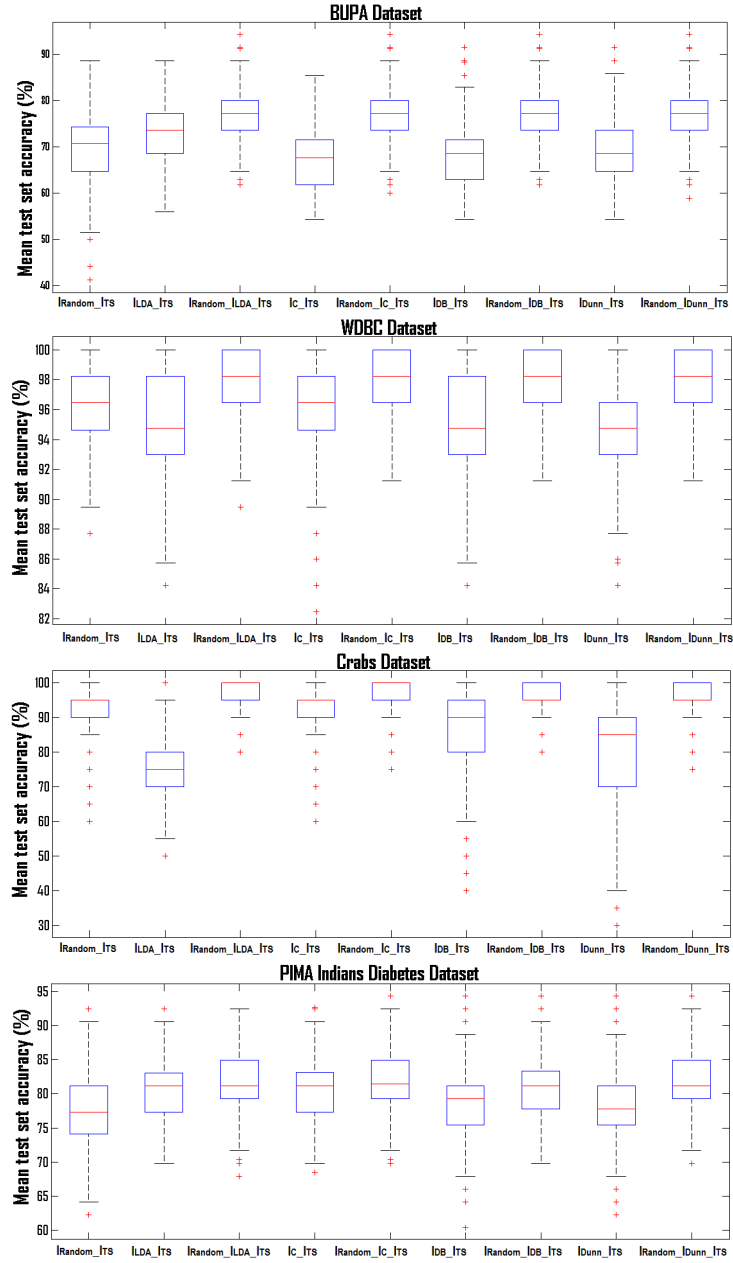 BUPA Dataset
Mean test set accuracy (%)
90
80
70
60
50
40
IRandom_ITS ILDA_ITS IRandom_ILDA_ITS IC_ITS IRandom_IC_ITS IDB_ITS IRandom_IDB_ITS IDunn_ITS IRandom_IDunn_ITS
WDBC Dataset
Mean test set accuracy (%)
100
98
96
94
92
90
88
86
84
82
IRandom_ITS ILDA_ITS IRandom_ILDA_ITS IC_ITS IRandom_IC_ITS IDB_ITS IRandom_IDB_ITS IDunn_ITS IRandom_IDunn_ITS
Crabs Dataset
Mean test set accuracy (%)
100
90
80
70
60
50
40
30
IRandom_ITS ILDA_ITS IRandom_ILDA_ITS IC_ITS IRandom_IC_ITS IDB_ITS IRandom_IDB_ITS IDunn_ITS IRandom_IDunn_ITS
PIMA Indians Diabetes Dataset
Mean test set accuracy (%)
95
90
85
80
75
70
65
60
IRandom_ITS ILDA_ITS IRandom_ILDA_ITS IC_ITS IRandom_IC_ITS IDB_ITS IRandom_IDB_ITS IDunn_ITS IRandom_IDunn_ITS